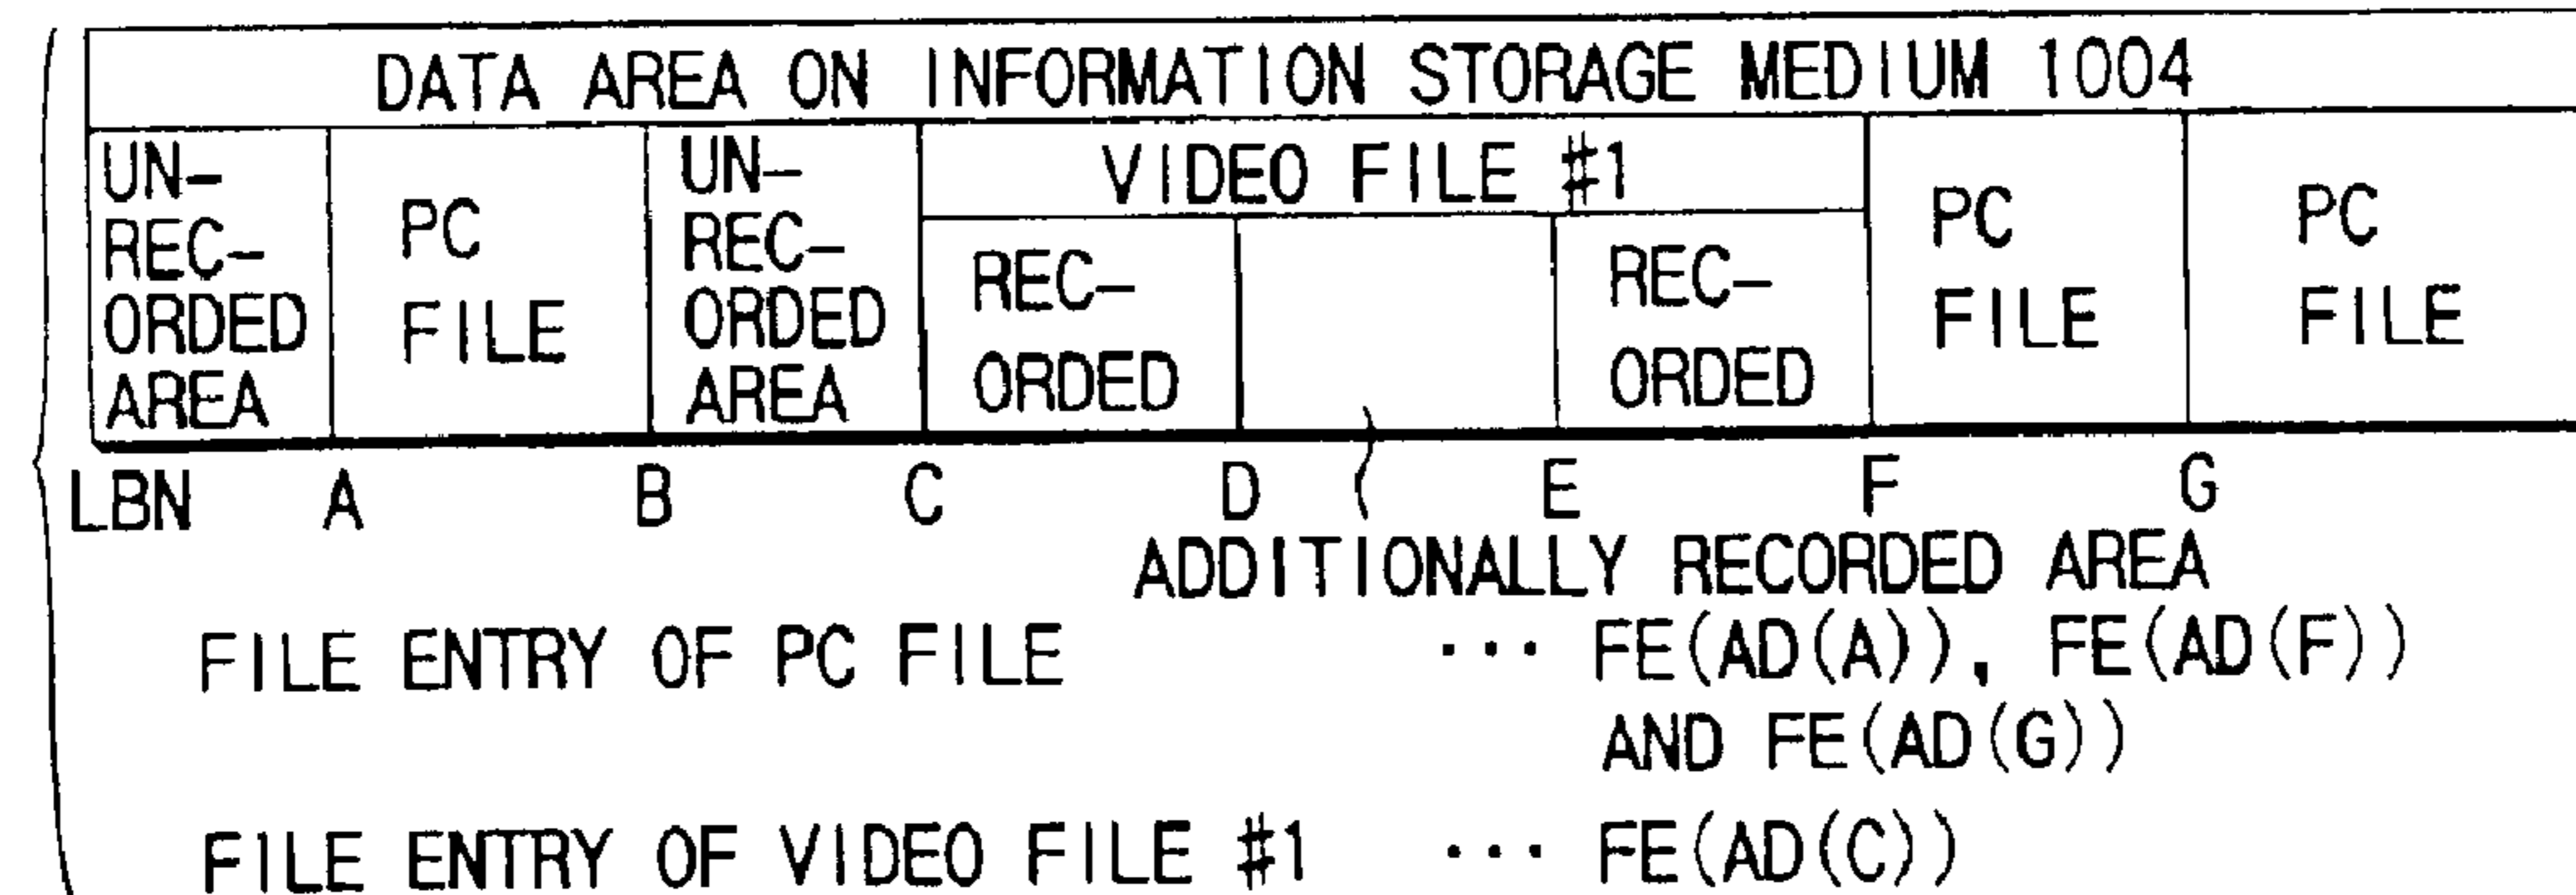 DATA AREA ON INFORMATION STORAGE MEDIUM 1004
UN-
REC-
ORDED
AREA
PC
FILE
UN-
REC-
ORDED
AREA
VIDEO FILE #1
REC-
ORDED
REC-
ORDED
PC
FILE
PC
FILE
LBN A B C D E F G
ADDITIONALLY RECORDED AREA
FILE ENTRY OF PC FILE ··· FE(AD(A)), FE(AD(F))
AND FE(AD(G))
FILE ENTRY OF VIDEO FILE #1 ··· FE(AD(C))